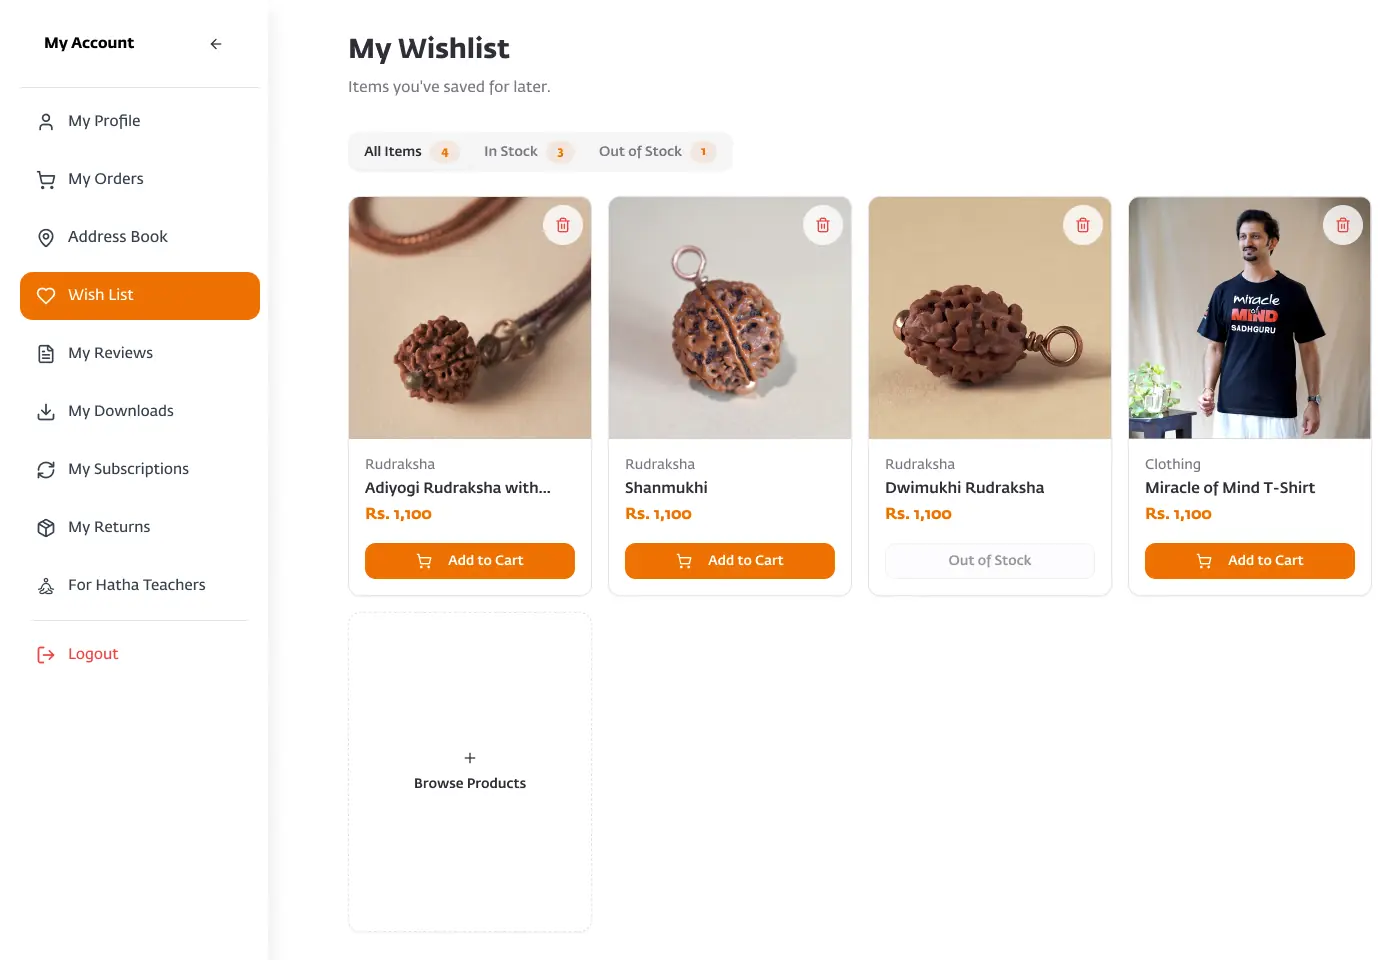 My Account
My Profile
My Orders
Address Book
Wish List
My Reviews
My Downloads
My Subscriptions
My Returns
For Hatha Teachers
Logout
My Wishlist
Items you've saved for later.
All Items 4 In Stock 3 Out of Stock 1
miracle
of
MIND
SADHGURU
Rudraksha
Adiyogi Rudraksha with...
Rs. 1,100
Add to Cart
Rudraksha
Shanmukhi
Rs. 1,100
Add to Cart
Rudraksha
Dwimukhi Rudraksha
Rs. 1,100
Out of Stock
Clothing
Miracle of Mind T-Shirt
Rs. 1,100
Add to Cart
Browse Products